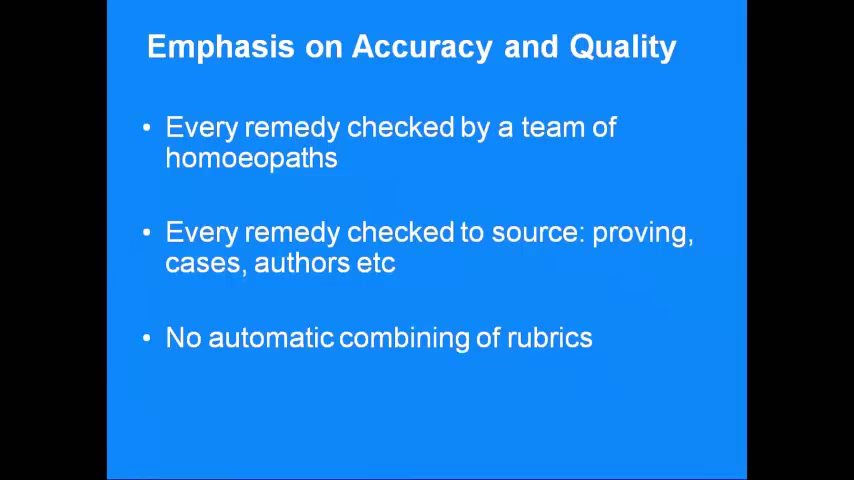 Emphasis on Accuracy and Quality
• Every remedy checked by a team of
homoeopaths
• Every remedy checked to source: proving,
cases, authors etc
• No automatic combining of rubrics